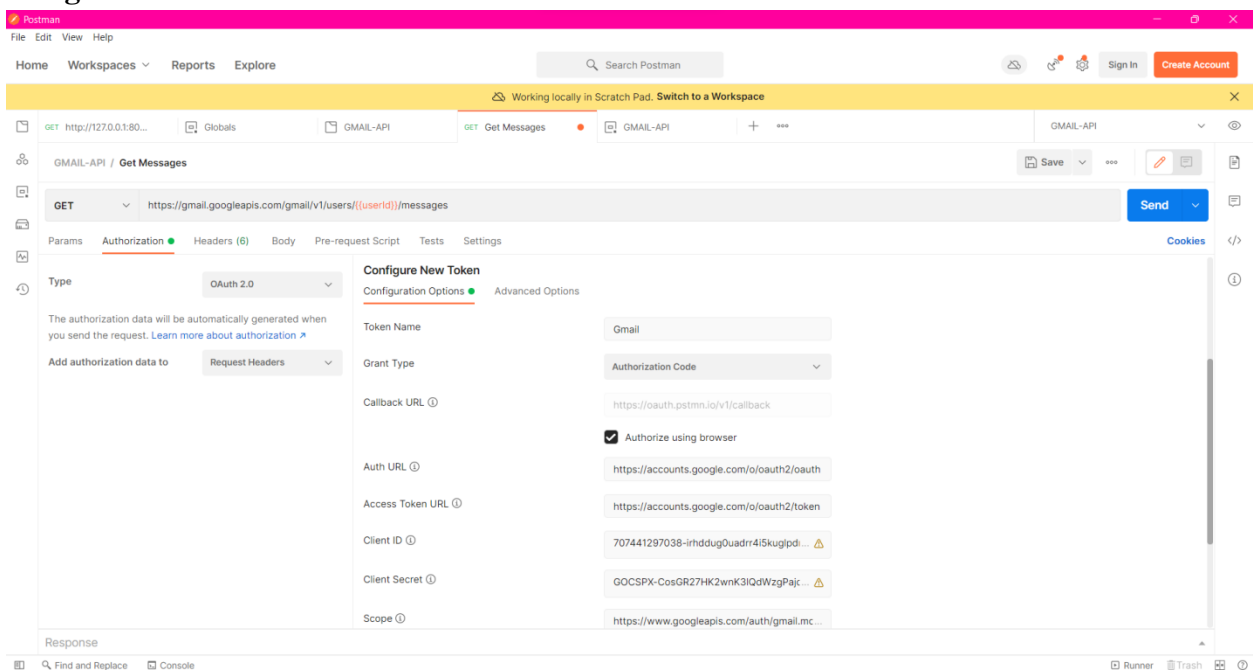 Postman
File Edit View Help
Home Workspaces Reports Explore Search Postman Sign In Create Account
Working locally in Scratch Pad. Switch to a Workspace
GET http://127.0.0.1:80... Globals GMAIL-API GET Get Messages GMAIL-API GMAIL-API
GMAIL-API / Get Messages Save
GET https://gmail.googleapis.com/gmail/v1/users/{{userId}}/messages Send
Params Authorization Headers (6) Body Pre-request Script Tests Settings Cookies
Configure New Token
Type OAuth 2.0 Configuration Options Advanced Options
The authorization data will be automatically generated when
you send the request. Learn more about authorization
Token Name Gmail
Add authorization data to Request Headers Grant Type Authorization Code
Callback URL https://oauth.pstmn.io/v1/callback
Authorize using browser
Auth URL https://accounts.google.com/o/oauth2/oauth
Access Token URL https://accounts.google.com/o/oauth2/token
Client ID
Client Secret
Scope https://www.googleapis.com/auth/gmail.mc...
Response
Find and Replace Console Runner Trash